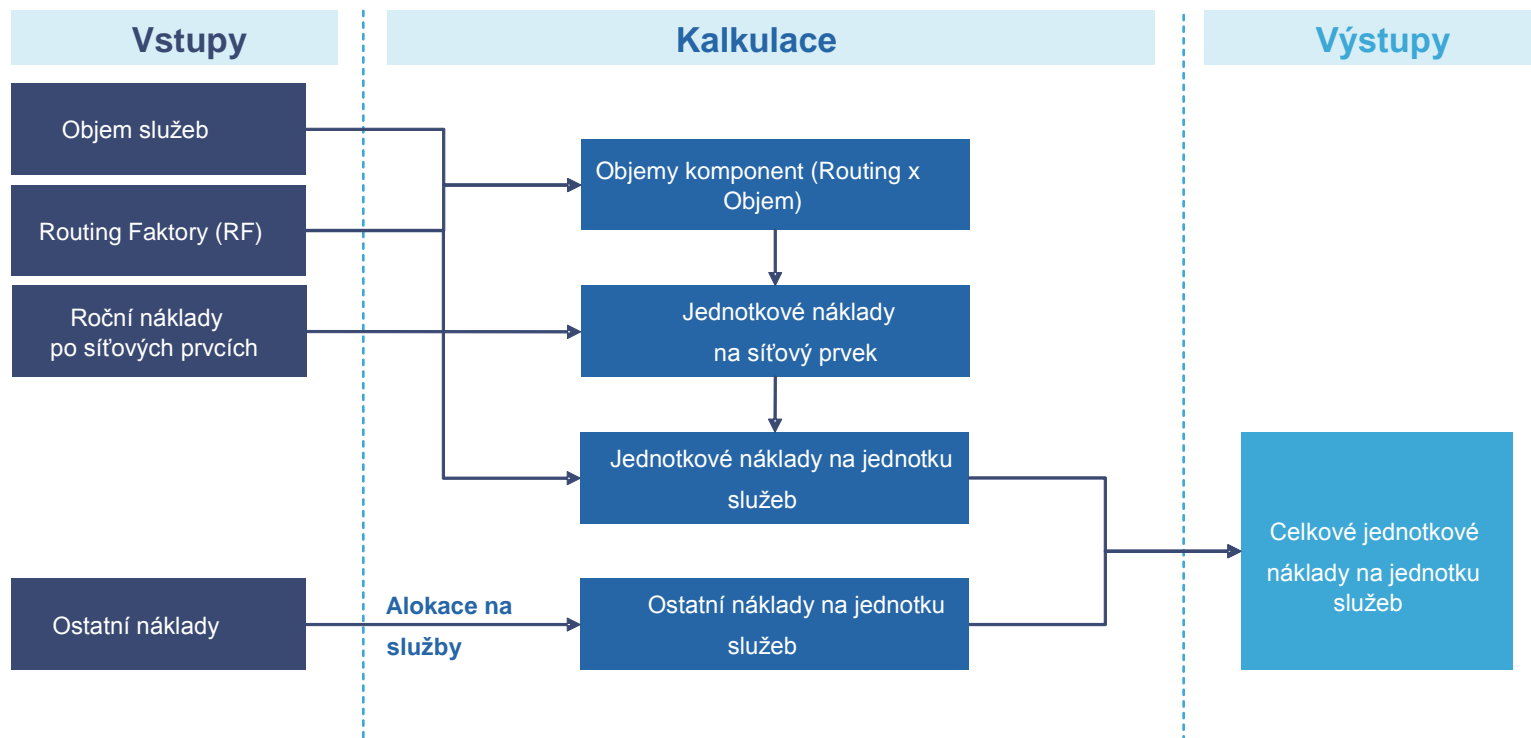 Vstupy
Kalkulace
Výstupy
Objem služeb
Routing Faktory (RF)
Roční náklady
po síťových prvcích
Ostatní náklady
Alokace na
služby
Objemy komponent (Routing x
Objem)
Jednotkové náklady
na síťový prvek
Jednotkové náklady na jednotku
služeb
Ostatní náklady na jednotku
služeb
Celkové jednotkové
náklady na jednotku
služeb